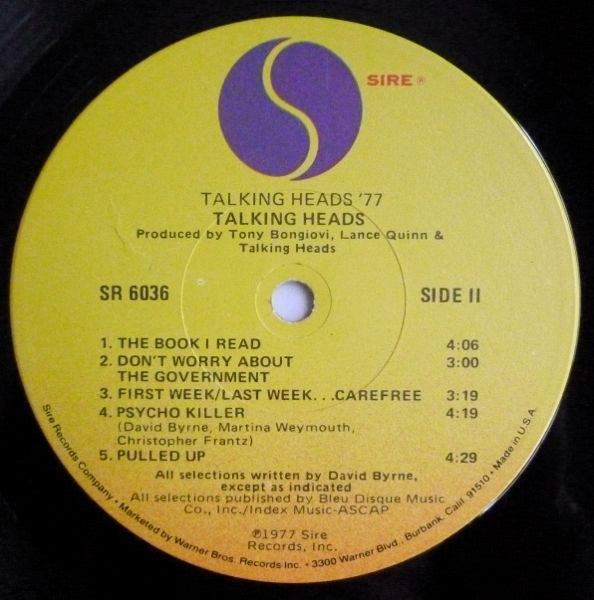 SIRE ®
TALKING HEADS '77
TALKING HEADS
Produced by Tony Bongiovi, Lance Quinn &
Talking Heads
SR 6036 SIDE II
1. THE BOOK I READ 4:06
2. DON'T WORRY ABOUT 3:00
THE GOVERNMENT
3. FIRST WEEK/LAST WEEK...CAREFREE 3:19
4. PSYCHO KILLER 4:19
(David Byrne, Martina Weymouth,
Christopher Frantz)
5. PULLED UP 4:29
All selections written by David Byrne,
except as indicated
All selections published by Bleu Disque Music
Co., Inc./Index Music-ASCAP
℗1977 Sire
Records, Inc.
Sire Records Company • Marketed by Warner Bros. Records Inc. • 3300 Warner Blvd., Burbank, Calif. 91510 • Made in U.S.A.